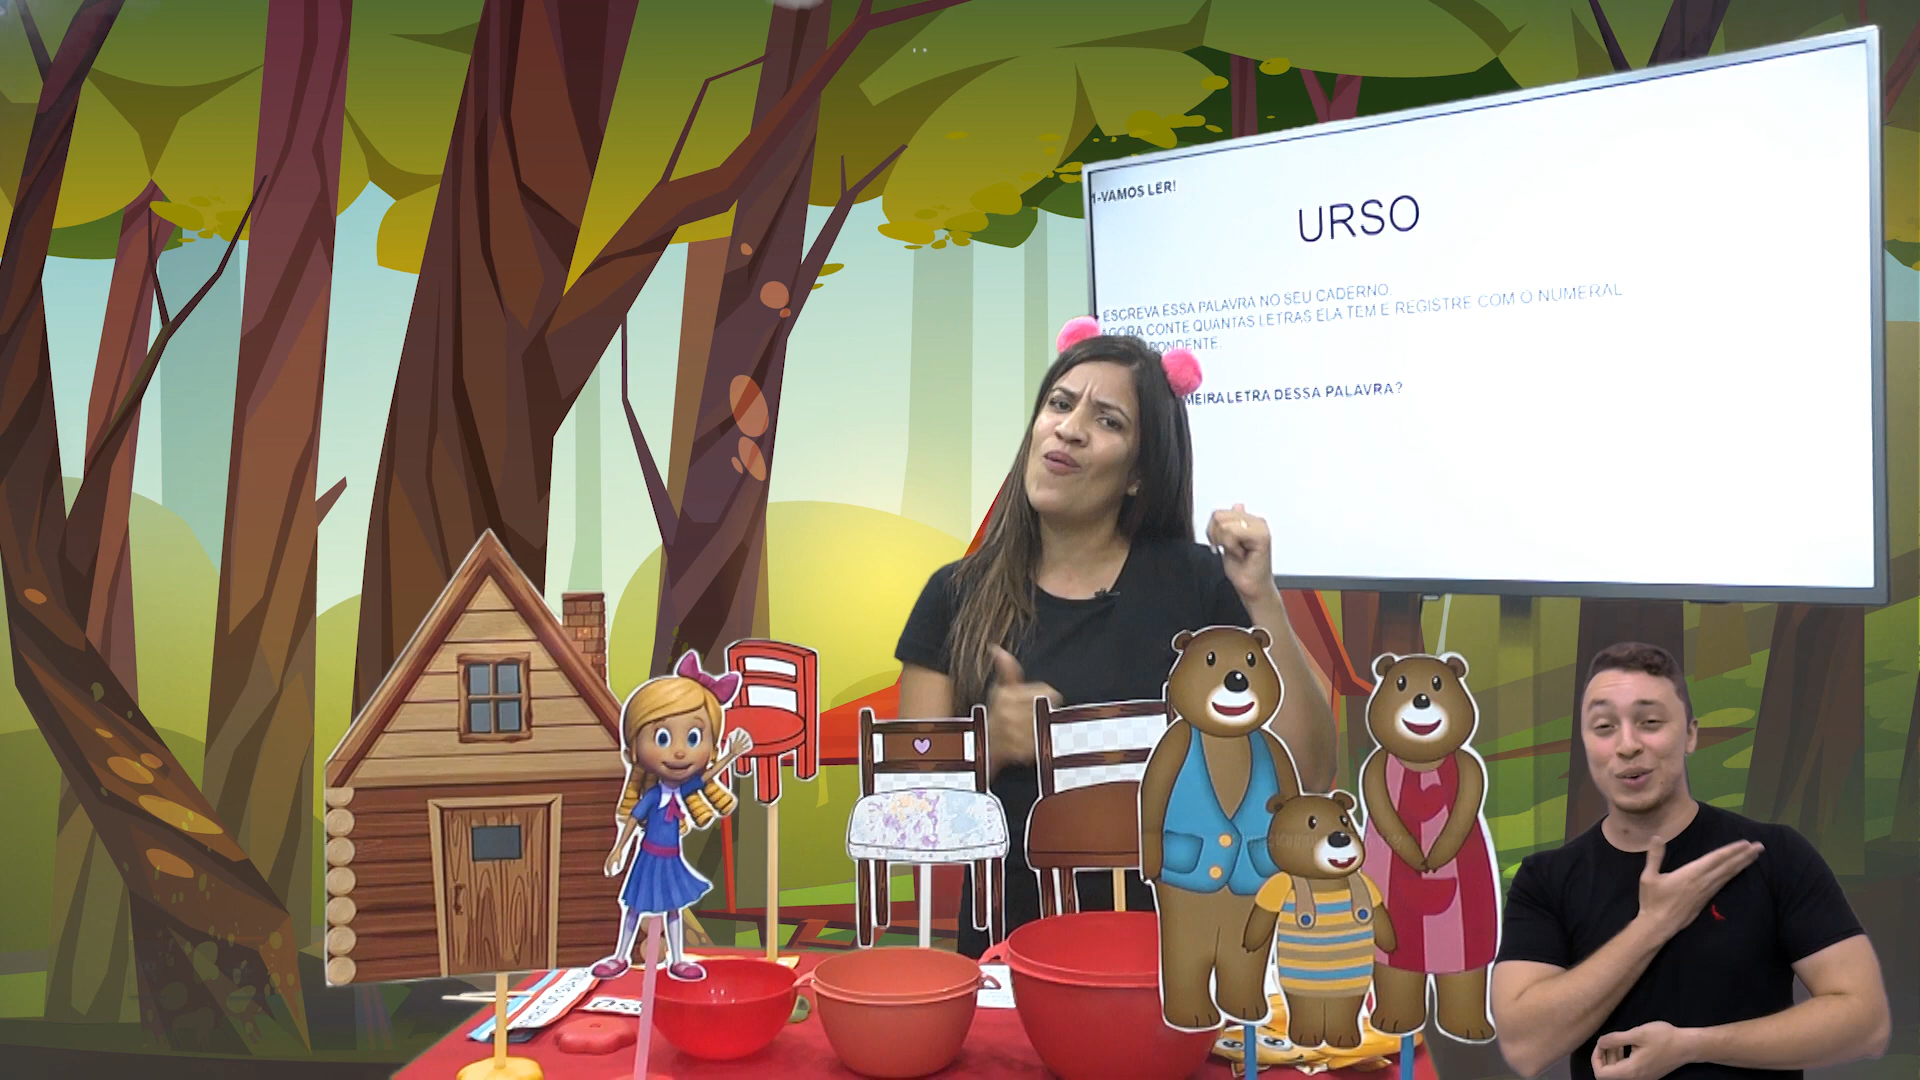 1-VAMOS LER!
URSO
ESCREVA ESSA PALAVRA NO SEU CADERNO.
AGORA CONTE QUANTAS LETRAS ELA TEM E REGISTRE COM O NUMERAL
PONDENTE.
MEIRA LETRA DESSA PALAVRA?